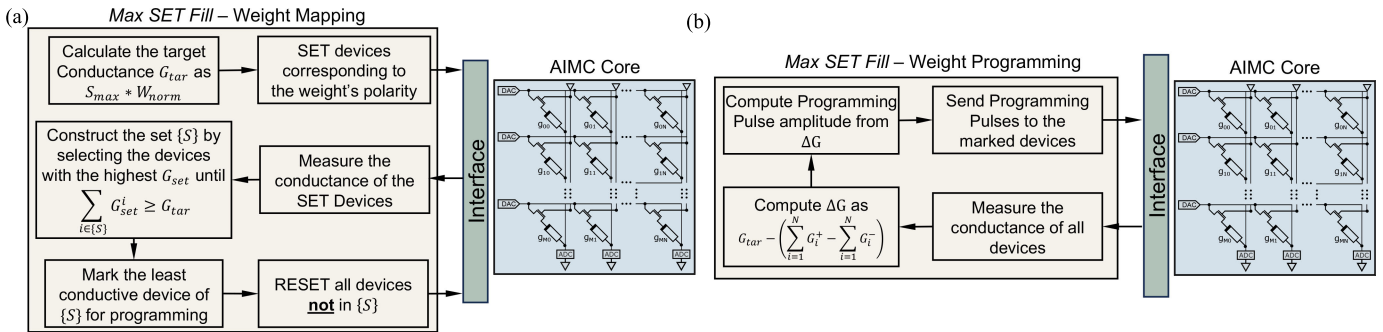 (a)
Max SET Fill – Weight Mapping
Calculate the target
Conductance G_tar as
S_max * W_norm
SET devices
corresponding to
the weight's polarity
Construct the set {S} by
selecting the devices
with the highest G_set until
∑_{i∈{S}} G^i_set ≥ G_tar
Measure the
conductance of the
SET Devices
Mark the least
conductive device of
{S} for programming
RESET all devices
not in {S}
Interface
AIMC Core
DAC
g00 g01 g0N
DAC
g10 g11 g1N
DAC
gM0 gM1 gMN
ADC ADC ADC
(b)
Max SET Fill – Weight Programming
Compute Programming
Pulse amplitude from
ΔG
Send Programming
Pulses to the
marked devices
Compute ΔG as
G_tar − (∑_{i=1}^{N} G_i^+ − ∑_{i=1}^{N} G_i^−)
Measure the
conductance of all
devices
Interface
AIMC Core
DAC
g00 g01 g0N
DAC
g10 g11 g1N
DAC
gM0 gM1 gMN
ADC ADC ADC